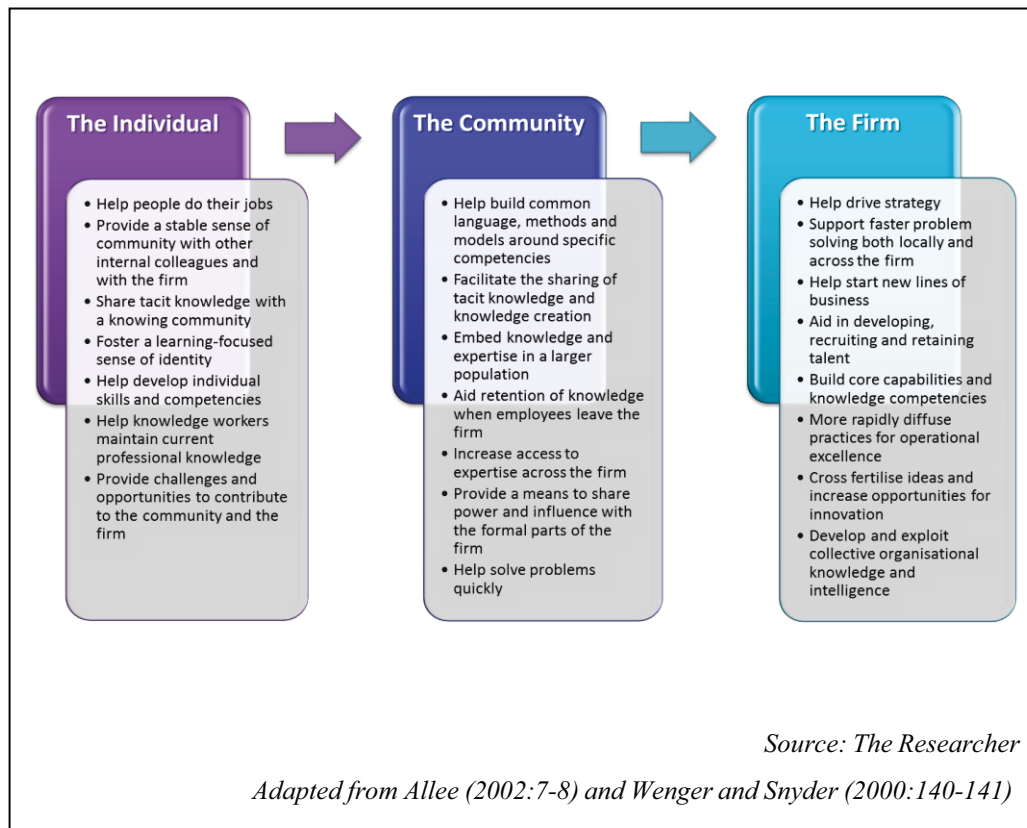 The Individual
• Help people do their jobs
• Provide a stable sense of
community with other
internal colleagues and
with the firm
• Share tacit knowledge with
a knowing community
• Foster a learning-focused
sense of identity
• Help develop individual
skills and competencies
• Help knowledge workers
maintain current
professional knowledge
• Provide challenges and
opportunities to contribute
to the community and the
firm
The Community
• Help build common
language, methods and
models around specific
competencies
• Facilitate the sharing of
tacit knowledge and
knowledge creation
• Embed knowledge and
expertise in a larger
population
• Aid retention of knowledge
when employees leave the
firm
• Increase access to
expertise across the firm
• Provide a means to share
power and influence with
the formal parts of the
firm
• Help solve problems
quickly
The Firm
• Help drive strategy
• Support faster problem
solving both locally and
across the firm
• Help start new lines of
business
• Aid in developing,
recruiting and retaining
talent
• Build core capabilities and
knowledge competencies
• More rapidly diffuse
practices for operational
excellence
• Cross fertilise ideas and
increase opportunities for
innovation
• Develop and exploit
collective organisational
knowledge and
intelligence
Source: The Researcher
Adapted from Allee (2002:7-8) and Wenger and Snyder (2000:140-141)